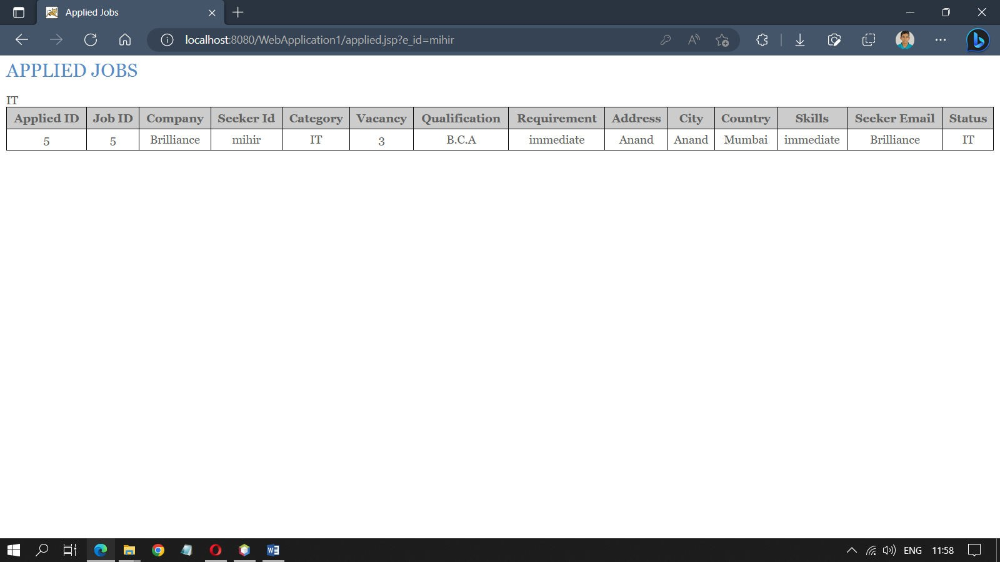 Applied Jobs
localhost:8080/WebApplication1/applied.jsp?e_id=mihir
APPLIED JOBS
IT
Applied ID Job ID Company Seeker Id Category Vacancy Qualification Requirement Address City Country Skills Seeker Email Status
5 5 Brilliance mihir IT 3 B.C.A immediate Anand Anand Mumbai immediate Brilliance IT
ENG 11:58